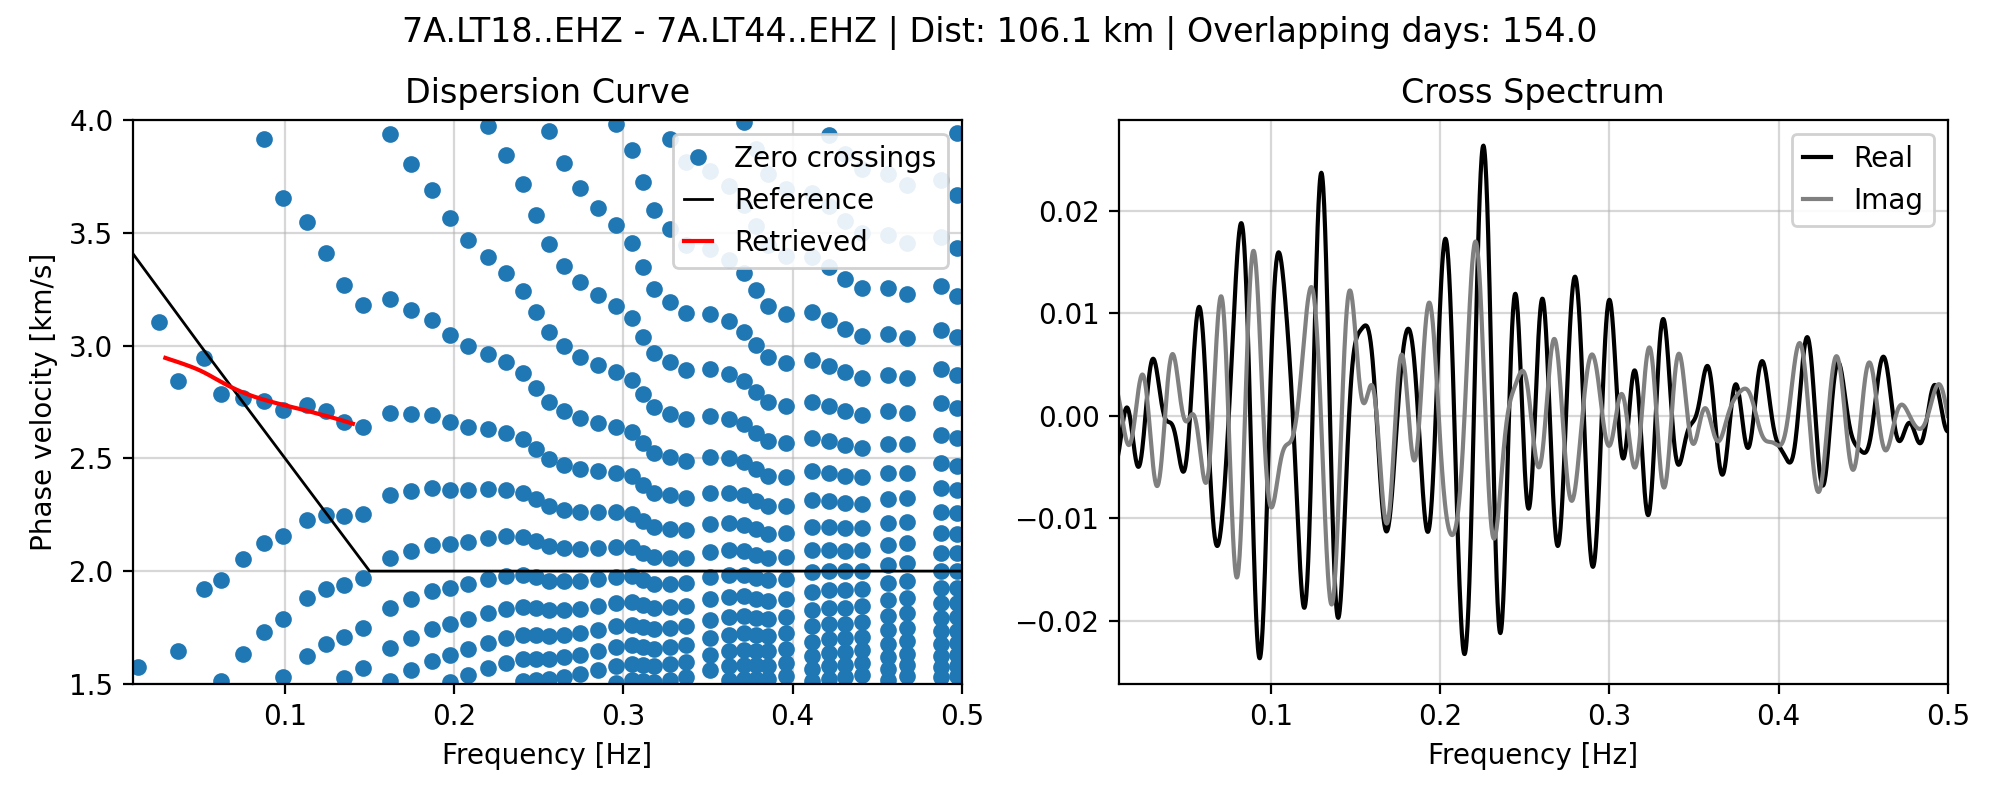 7A.LT18..EHZ - 7A.LT44..EHZ | Dist: 106.1 km | Overlapping days: 154.0
Dispersion Curve
Phase velocity [km/s]
4.0
3.5
3.0
2.5
2.0
1.5
0.1
0.2
0.3
0.4
0.5
Frequency [Hz]
Zero crossings
Reference
Retrieved
Cross Spectrum
0.02
0.01
0.00
−0.01
−0.02
0.1
0.2
0.3
0.4
0.5
Frequency [Hz]
Real
Imag